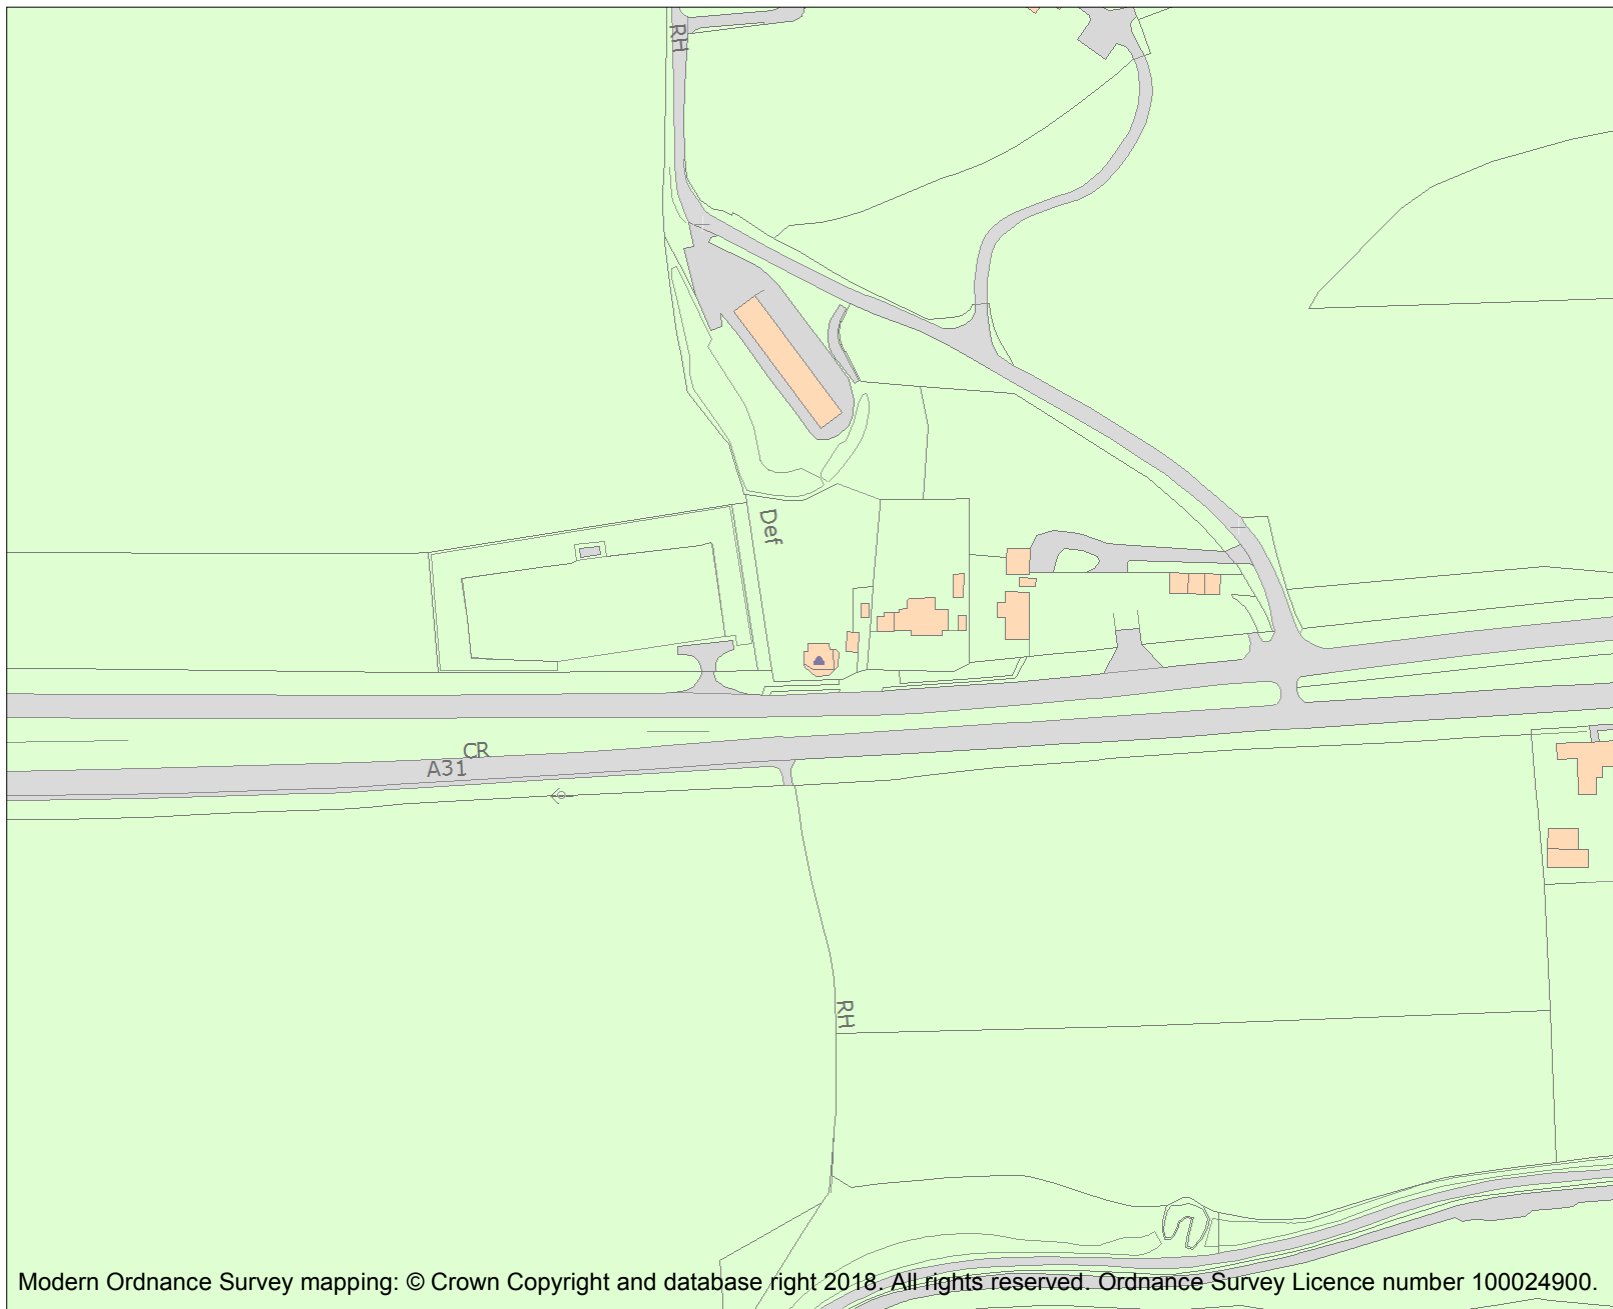 RH
Def
CR
A31
RH
Modern Ordnance Survey mapping: © Crown Copyright and database right 2018. All rights reserved. Ordnance Survey Licence number 100024900.